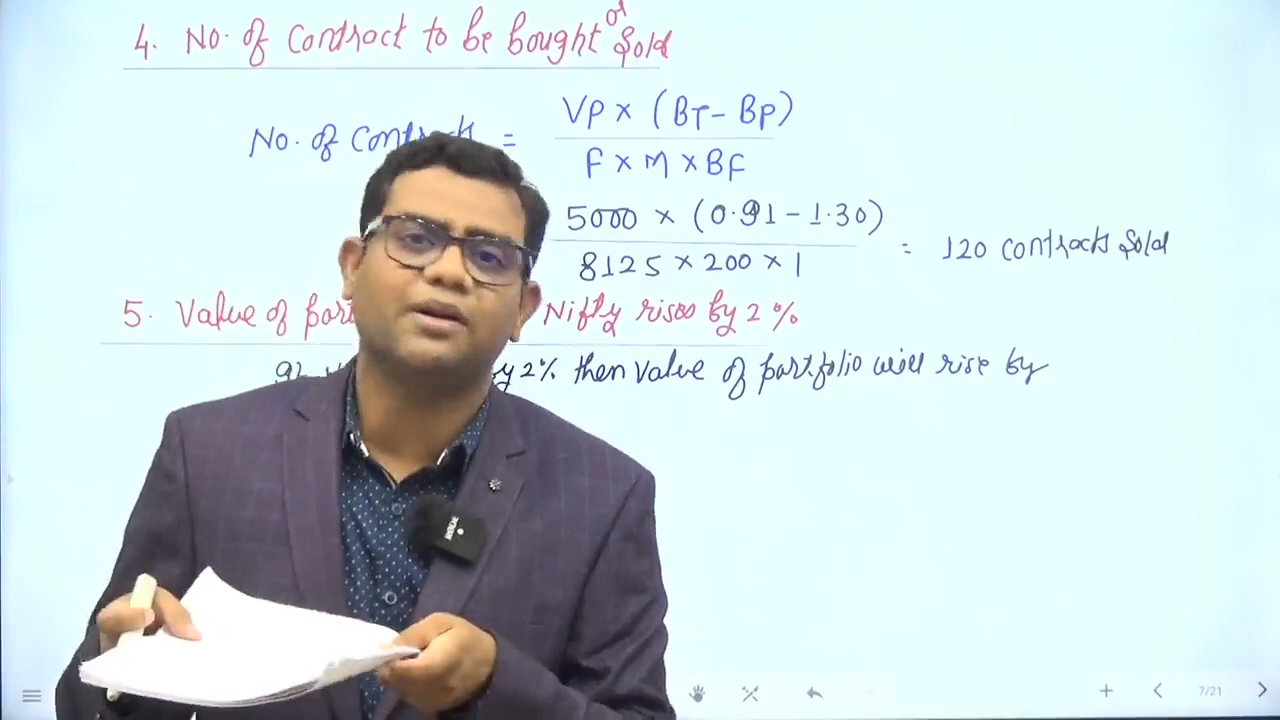 4. No. of Contract to be bought or Sold
No. of Contract =
VP × (BT - BP)
F × M × BF
5000 × (0.91 - 1.30)
8125 × 200 × 1
= 120 contracts sold
5. Value of Nifty rises by 2%
by 2% then value of portfolio will rise by
7/21